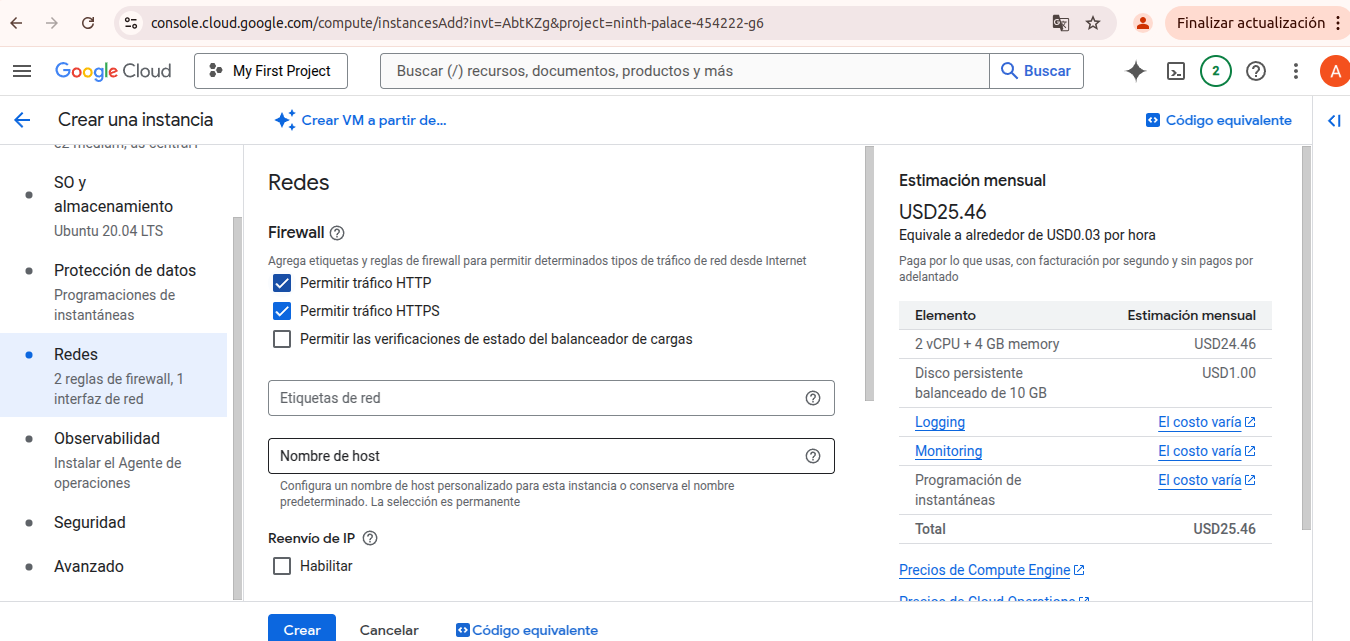 console.cloud.google.com/compute/instancesAdd?invt=AbtKZg&project=ninth-palace-454222-g6
Finalizar actualización
Google Cloud
My First Project
Buscar (/) recursos, documentos, productos y más
Buscar
2
A
Crear una instancia
Crear VM a partir de...
Código equivalente
e2 medium, us central1
SO y
almacenamiento
Ubuntu 20.04 LTS
Protección de datos
Programaciones de
instantáneas
Redes
2 reglas de firewall, 1
interfaz de red
Observabilidad
Instalar el Agente de
operaciones
Seguridad
Avanzado
Redes
Firewall
Agrega etiquetas y reglas de firewall para permitir determinados tipos de tráfico de red desde Internet
Permitir tráfico HTTP
Permitir tráfico HTTPS
Permitir las verificaciones de estado del balanceador de cargas
Etiquetas de red
Nombre de host
Configura un nombre de host personalizado para esta instancia o conserva el nombre
predeterminado. La selección es permanente
Reenvío de IP
Habilitar
Crear
Cancelar
Código equivalente
Estimación mensual
USD25.46
Equivale a alrededor de USD0.03 por hora
Paga por lo que usas, con facturación por segundo y sin pagos por
adelantado
Elemento Estimación mensual
2 vCPU + 4 GB memory USD24.46
Disco persistente USD1.00
balanceado de 10 GB
Logging El costo varía
Monitoring El costo varía
Programación de El costo varía
instantáneas
Total USD25.46
Precios de Compute Engine
Precios de Cloud Operations